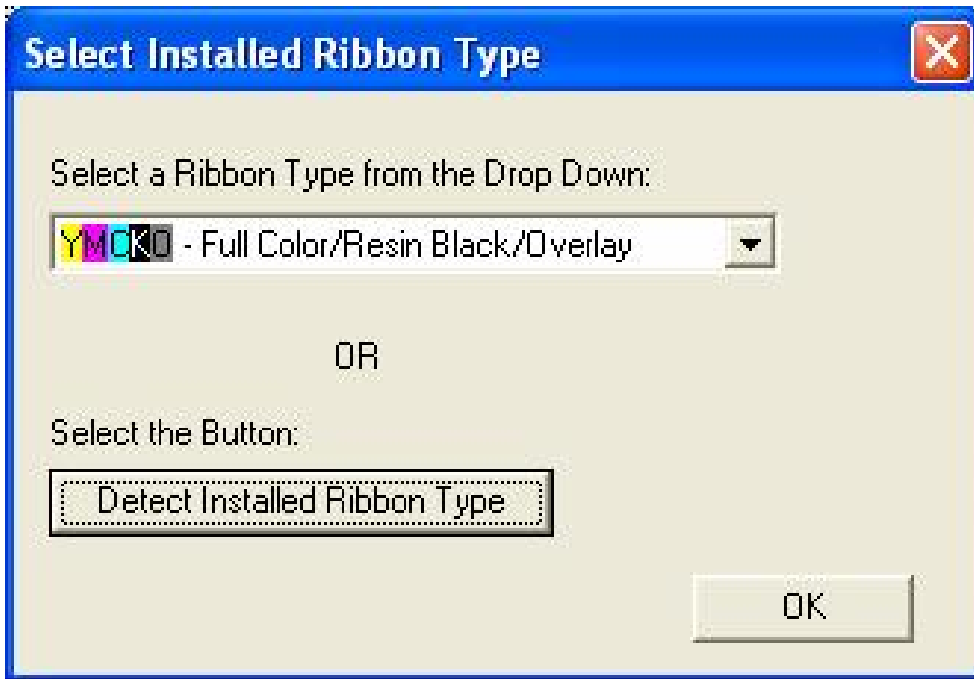 Select Installed Ribbon Type
Select a Ribbon Type from the Drop Down:
YMCKO - Full Color/Resin Black/Overlay
OR
Select the Button:
Detect Installed Ribbon Type
OK